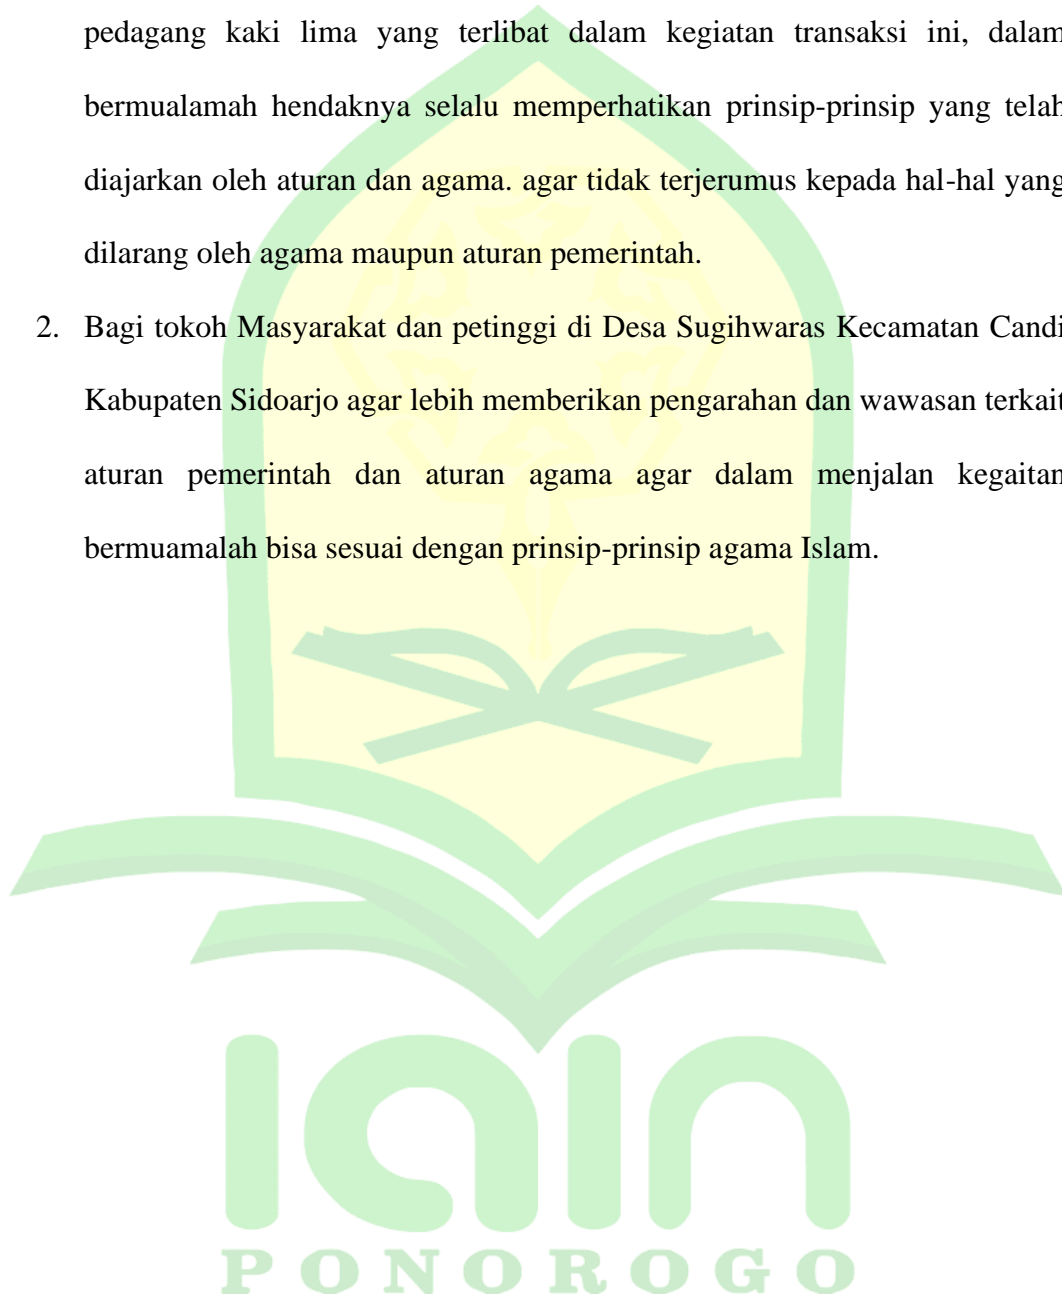 pedagang kaki lima yang terlibat dalam kegiatan transaksi ini, dalam
bermualamah hendaknya selalu memperhatikan prinsip-prinsip yang telah
diajarkan oleh aturan dan agama. agar tidak terjerumus kepada hal-hal yang
dilarang oleh agama maupun aturan pemerintah.
2. Bagi tokoh Masyarakat dan petinggi di Desa Sugihwaras Kecamatan Candi
Kabupaten Sidoarjo agar lebih memberikan pengarahan dan wawasan terkait
aturan pemerintah dan aturan agama agar dalam menjalan kegaitan
bermuamalah bisa sesuai dengan prinsip-prinsip agama Islam.
IAIN
PONOROGO